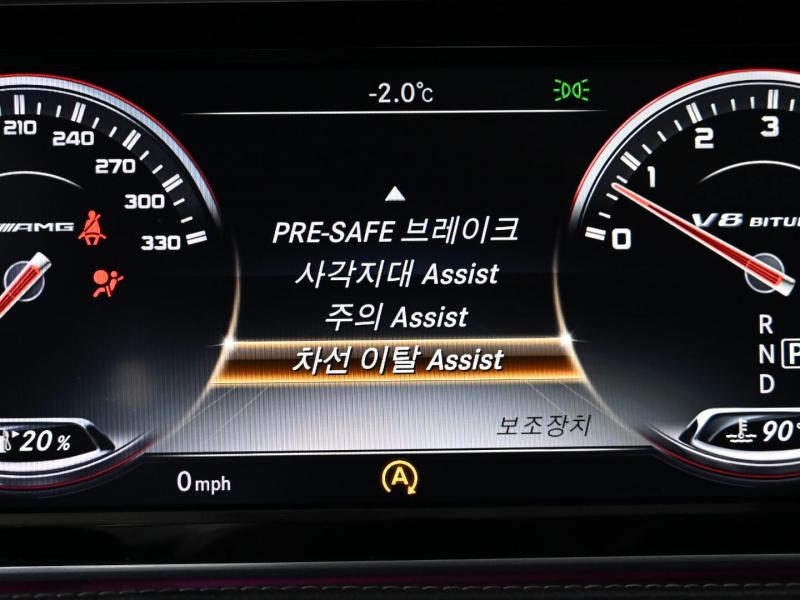 -2.0°C
210
240
270
300
330
AMG
PRE-SAFE 브레이크
사각지대 Assist
주의 Assist
차선 이탈 Assist
보조장치
0
1
2
3
V8 BITU
R
N
D
P
20 %
90°
0 mph
A